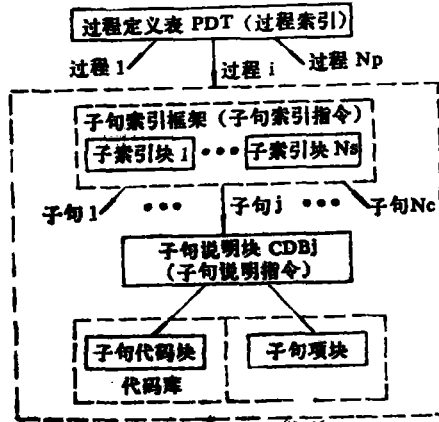 过程定义表 PDT（过程索引）
过程 1
过程 i
过程 Np
子句索引框架（子句索引指令）
子索引块 1 ••• 子索引块 Ns
子句1 ••• 子句j ••• 子句Nc
子句说明块 CDBj
（子句说明指令）
子句代码块
子句项块
代码库